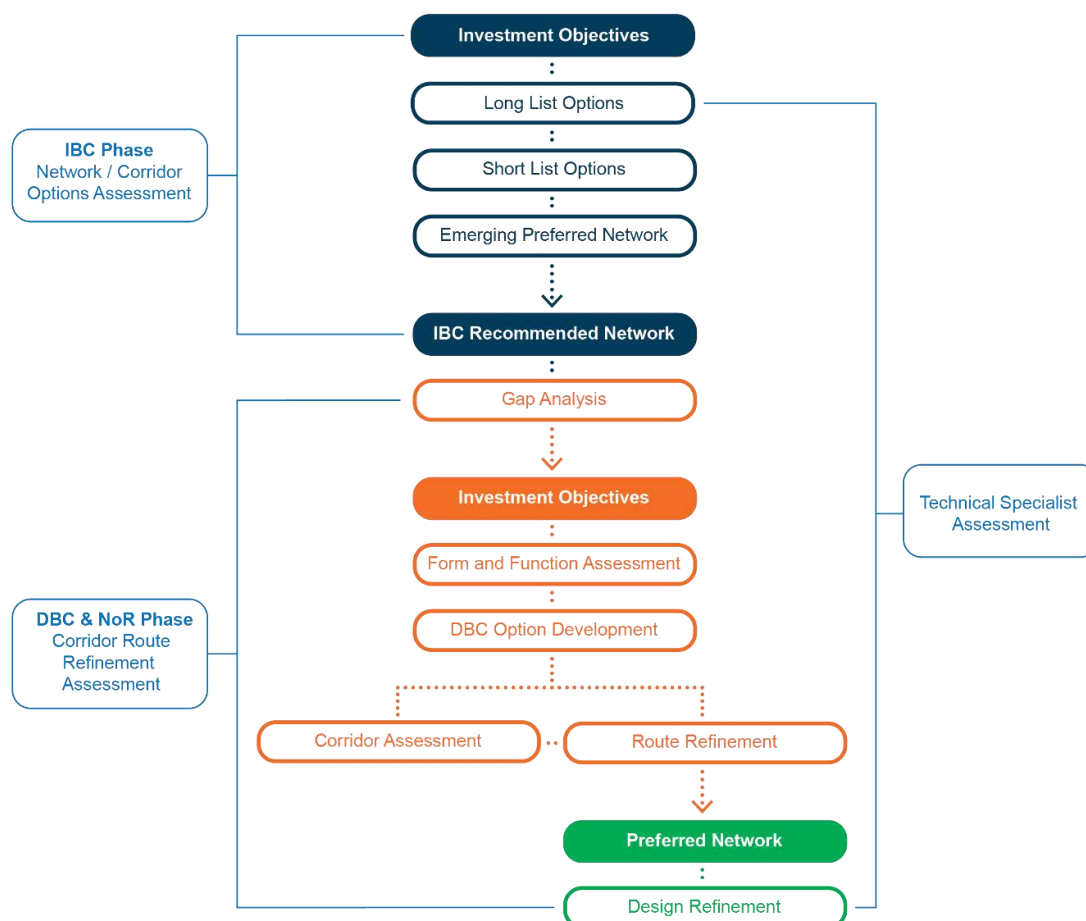 Investment Objectives
Long List Options
IBC Phase
Network / Corridor
Options Assessment
Short List Options
Emerging Preferred Network
IBC Recommended Network
Gap Analysis
Investment Objectives
Technical Specialist
Assessment
Form and Function Assessment
DBC & NoR Phase
Corridor Route
Refinement
Assessment
DBC Option Development
Corridor Assessment
Route Refinement
Preferred Network
Design Refinement